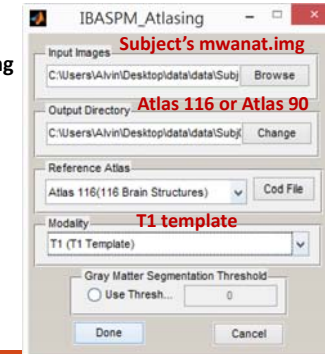 IBASPM_Atlasing
ng
Input Images
Subject's mwanat.img
C:\Users\Alvin\Desktop\data\data\Subj
Browse
Output Directory
Atlas 116 or Atlas 90
C:\Users\Alvin\Desktop\data\data\Subj(
Change
Reference Atlas
Atlas 116(116 Brain Structures)
Cod File
Modality
T1 template
T1 (T1 Template)
Gray Matter Segmentation Threshold
Use Thresh...
0
Done
Cancel